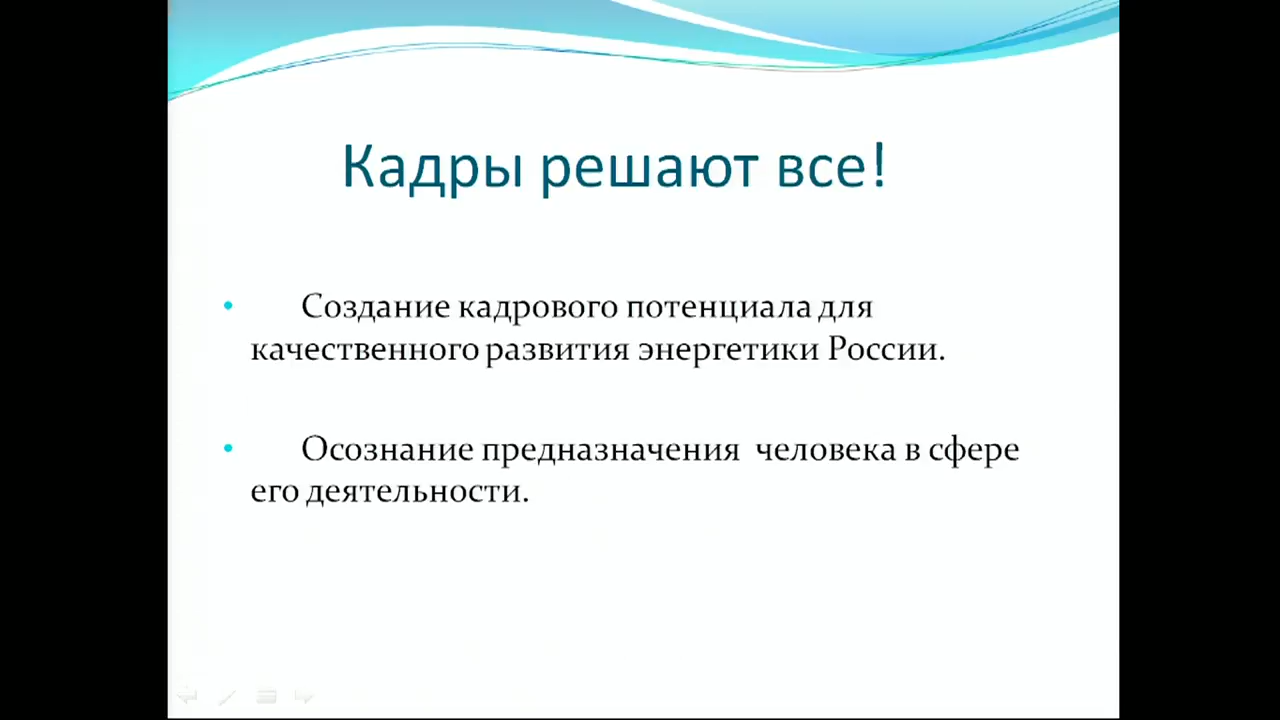 Кадры решают все!
• Создание кадрового потенциала для
качественного развития энергетики России.
• Осознание предназначения человека в сфере
его деятельности.